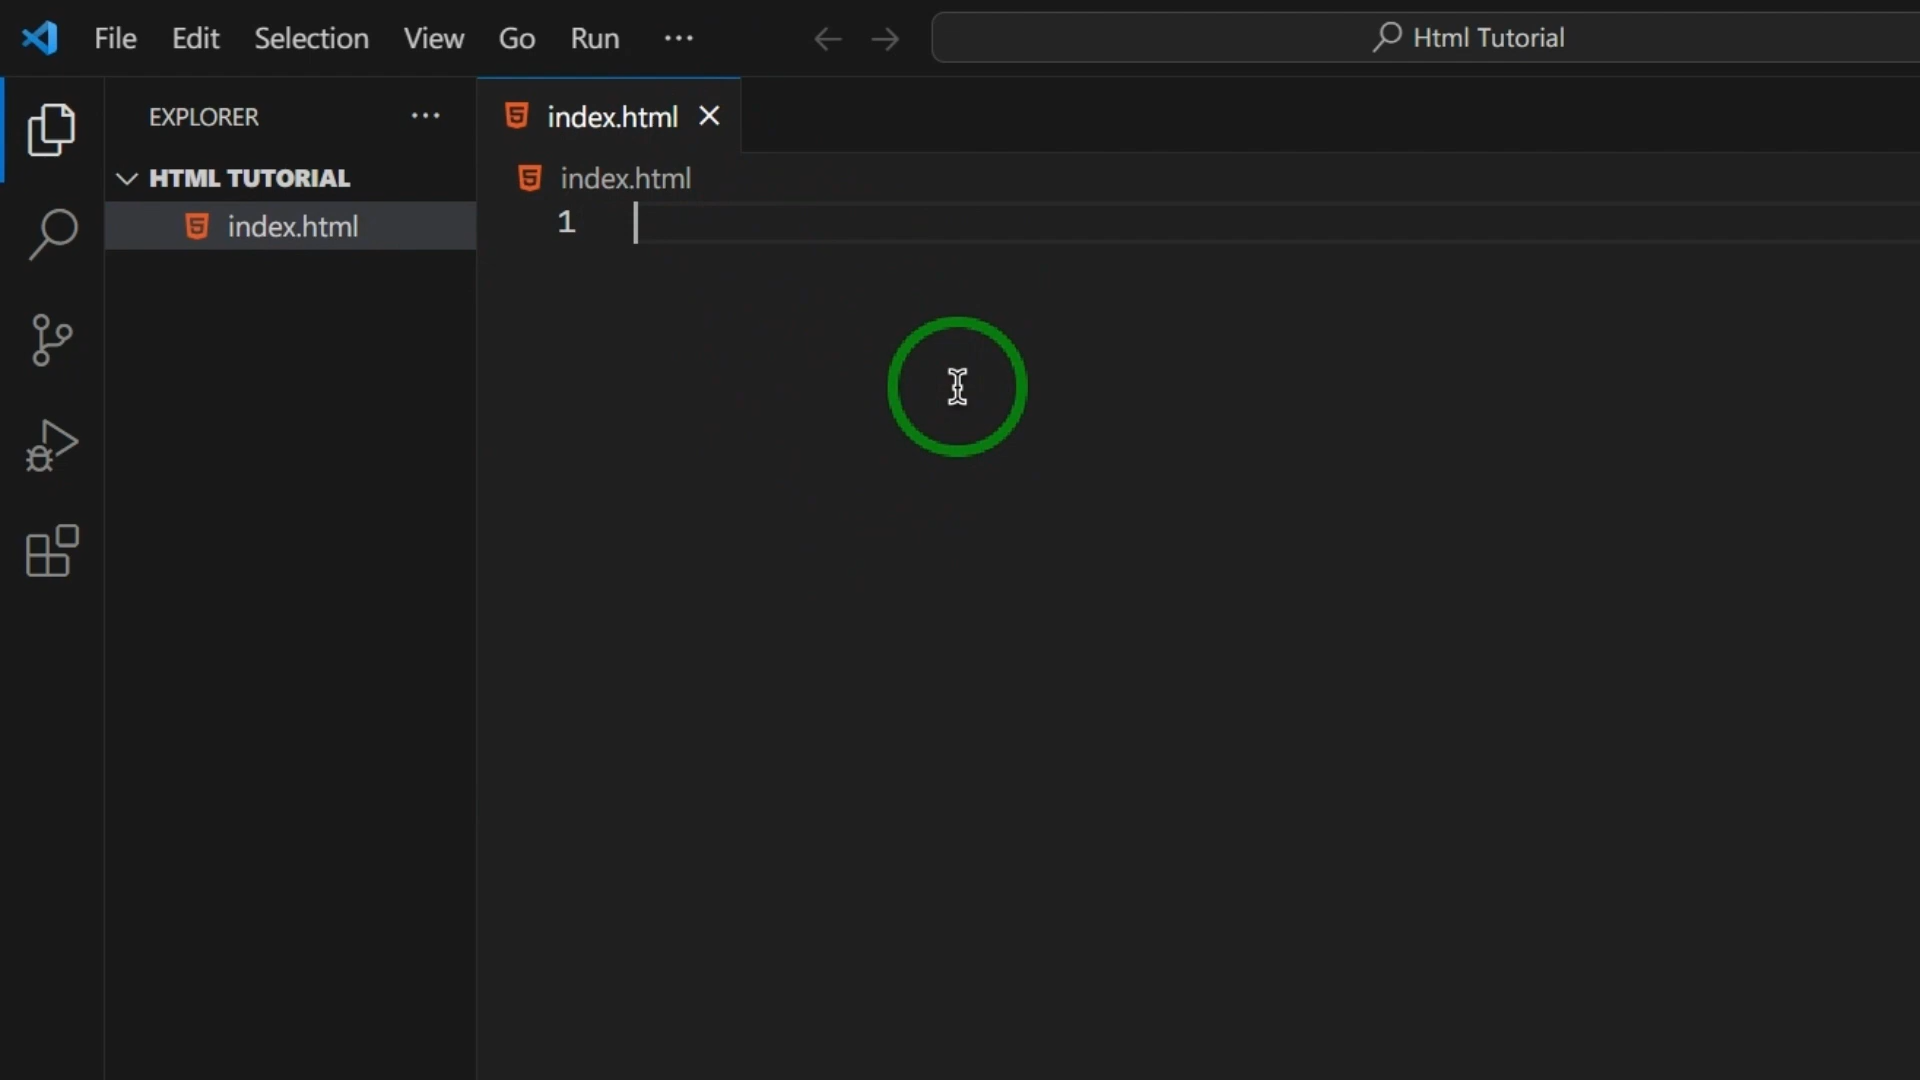 File Edit Selection View Go Run ...
Html Tutorial
EXPLORER ...
index.html
HTML TUTORIAL
index.html
index.html
1